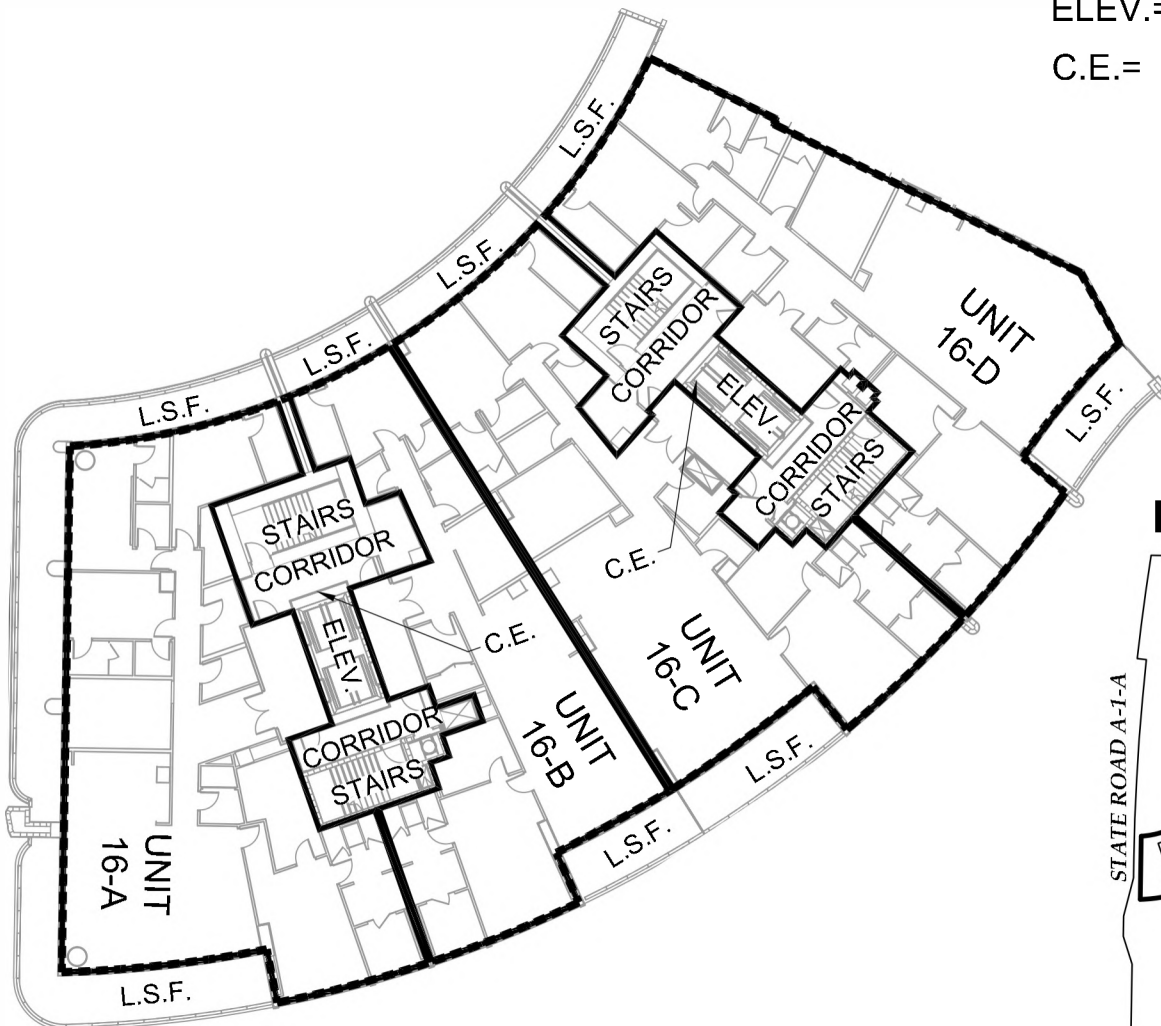 ELEV.=
C.E.=
L.S.F.
L.S.F.
L.S.F.
L.S.F.
STAIRS
CORRIDOR
ELEV.
CORRIDOR
STAIRS
C.E.
UNIT
16-D
L.S.F.
STAIRS
CORRIDOR
ELEV.
C.E.
CORRIDOR
STAIRS
UNIT
16-C
UNIT
16-B
UNIT
16-A
L.S.F.
L.S.F.
L.S.F.
STATE ROAD A-1-A